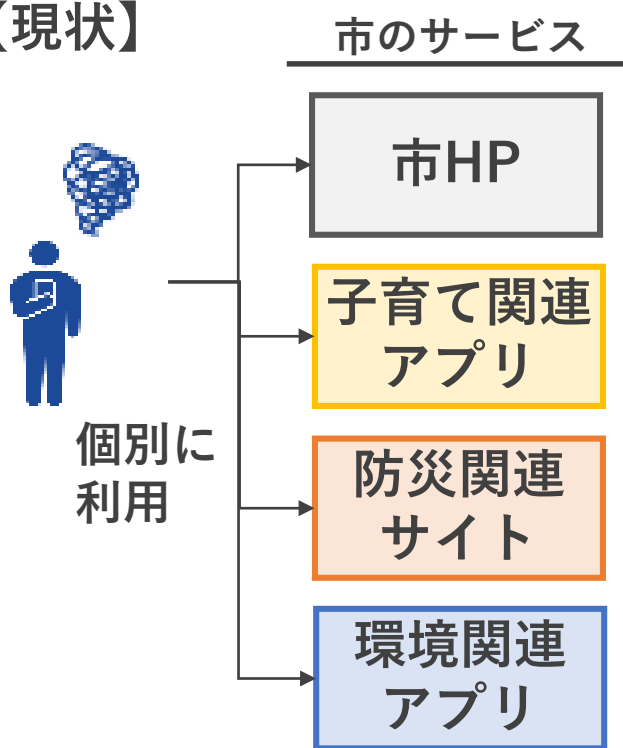 【現状】
市のサービス
市HP
子育て関連
アプリ
個別に
利用
防災関連
サイト
環境関連
アプリ